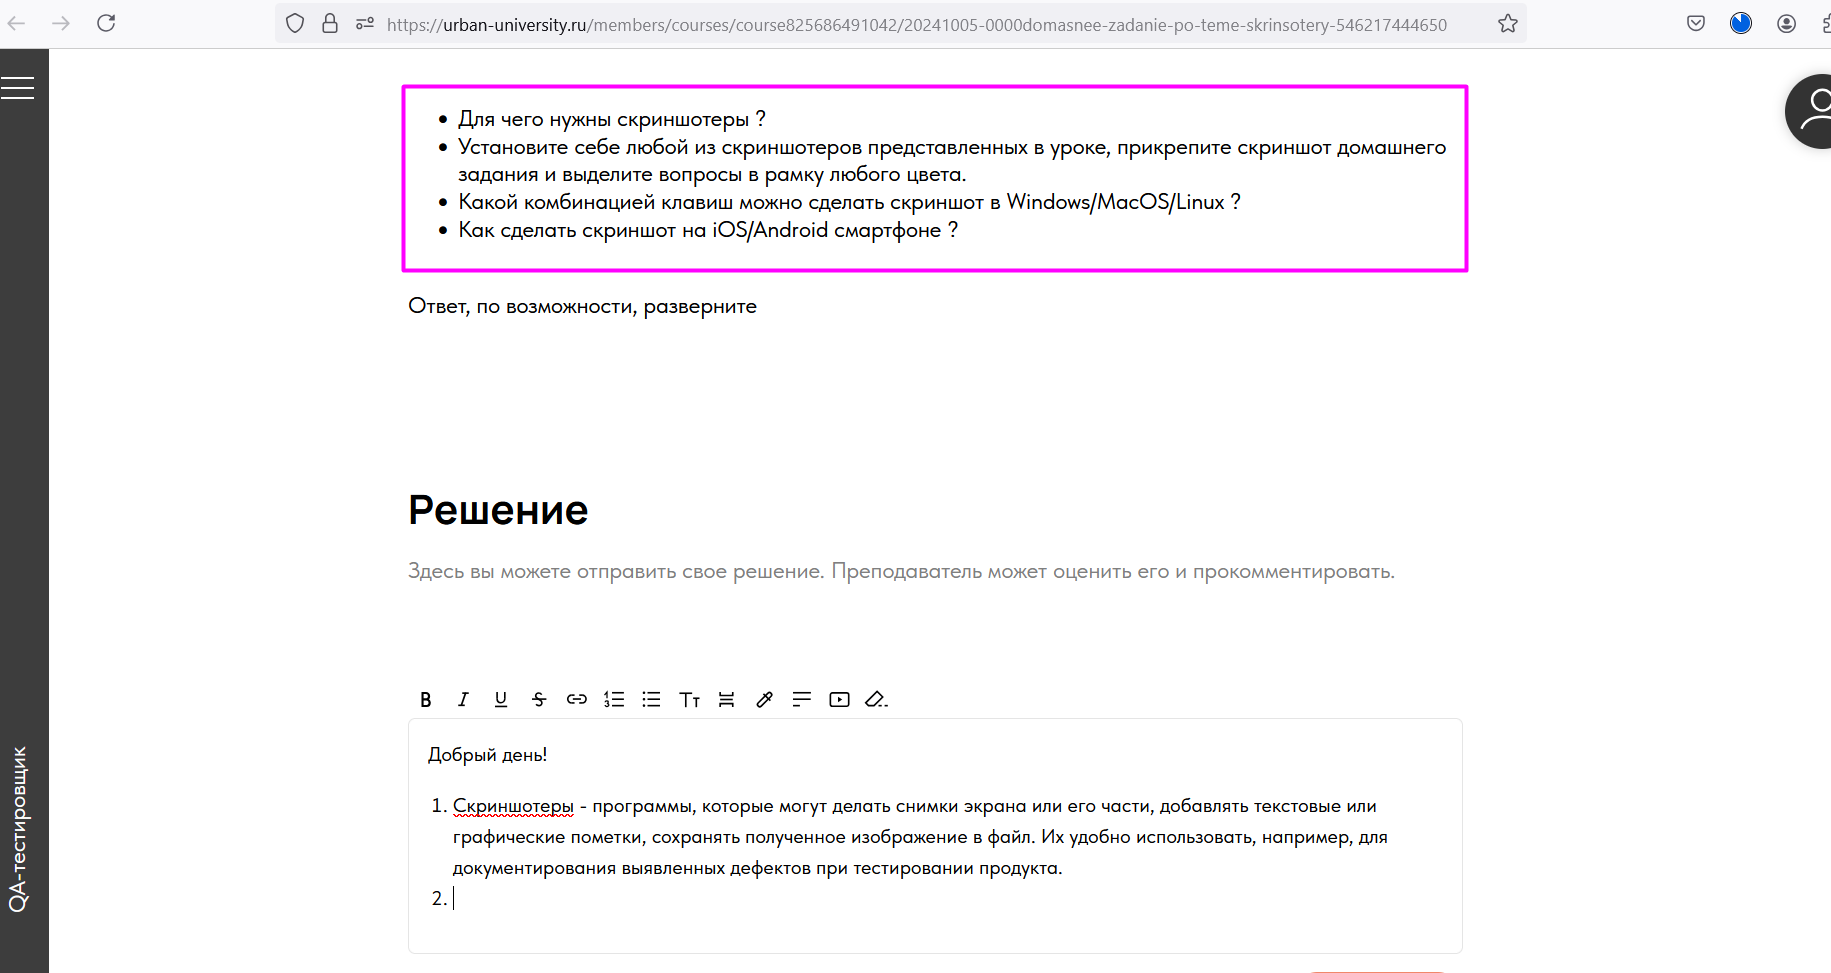 https://urban-university.ru/members/courses/course825686491042/20241005-0000domasnee-zadanie-po-teme-skrinsotery-546217444650
• Для чего нужны скриншотеры ?
• Установите себе любой из скриншотеров представленных в уроке, прикрепите скриншот домашнего
задания и выделите вопросы в рамку любого цвета.
• Какой комбинацией клавиш можно сделать скриншот в Windows/MacOS/Linux ?
• Как сделать скриншот на iOS/Android смартфоне ?
Ответ, по возможности, разверните
Решение
Здесь вы можете отправить свое решение. Преподаватель может оценить его и прокомментировать.
B I U S Tт
Добрый день!
1. Скриншотеры - программы, которые могут делать снимки экрана или его части, добавлять текстовые или
графические пометки, сохранять полученное изображение в файл. Их удобно использовать, например, для
документирования выявленных дефектов при тестировании продукта.
2.
QA-тестировщик